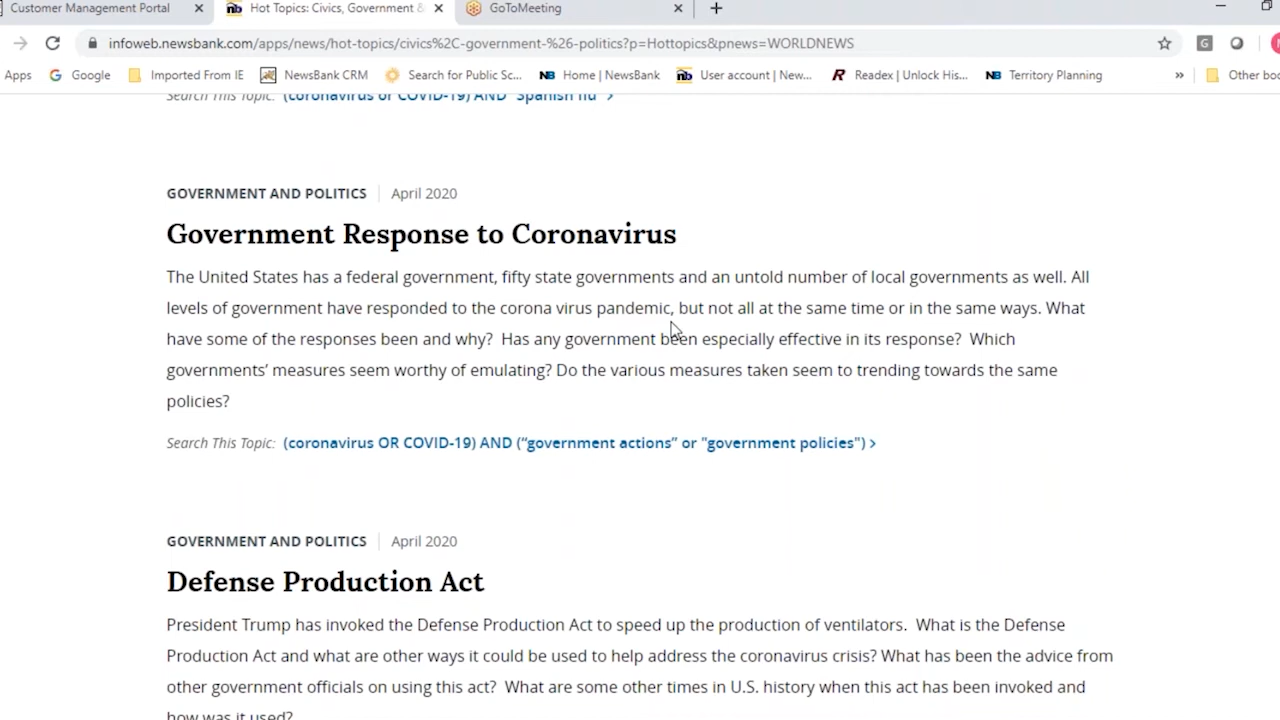 Customer Management Portal
Hot Topics: Civics, Government &
GoToMeeting
infoweb.newsbank.com/apps/news/hot-topics/civics%2C-government-%26-politics?p=Hottopics&pnews=WORLDNEWS
Apps Google Imported From IE NewsBank CRM Search for Public Sc... Home | NewsBank User account | New... Readex | Unlock His... Territory Planning » Other boo
Search This Topic: (coronavirus or COVID-19) AND "Spanish flu" >
GOVERNMENT AND POLITICS | April 2020
Government Response to Coronavirus
The United States has a federal government, fifty state governments and an untold number of local governments as well. All
levels of government have responded to the corona virus pandemic, but not all at the same time or in the same ways. What
have some of the responses been and why? Has any government been especially effective in its response? Which
governments’ measures seem worthy of emulating? Do the various measures taken seem to trending towards the same
policies?
Search This Topic: (coronavirus OR COVID-19) AND (“government actions” or "government policies") >
GOVERNMENT AND POLITICS | April 2020
Defense Production Act
President Trump has invoked the Defense Production Act to speed up the production of ventilators. What is the Defense
Production Act and what are other ways it could be used to help address the coronavirus crisis? What has been the advice from
other government officials on using this act? What are some other times in U.S. history when this act has been invoked and
how was it used?